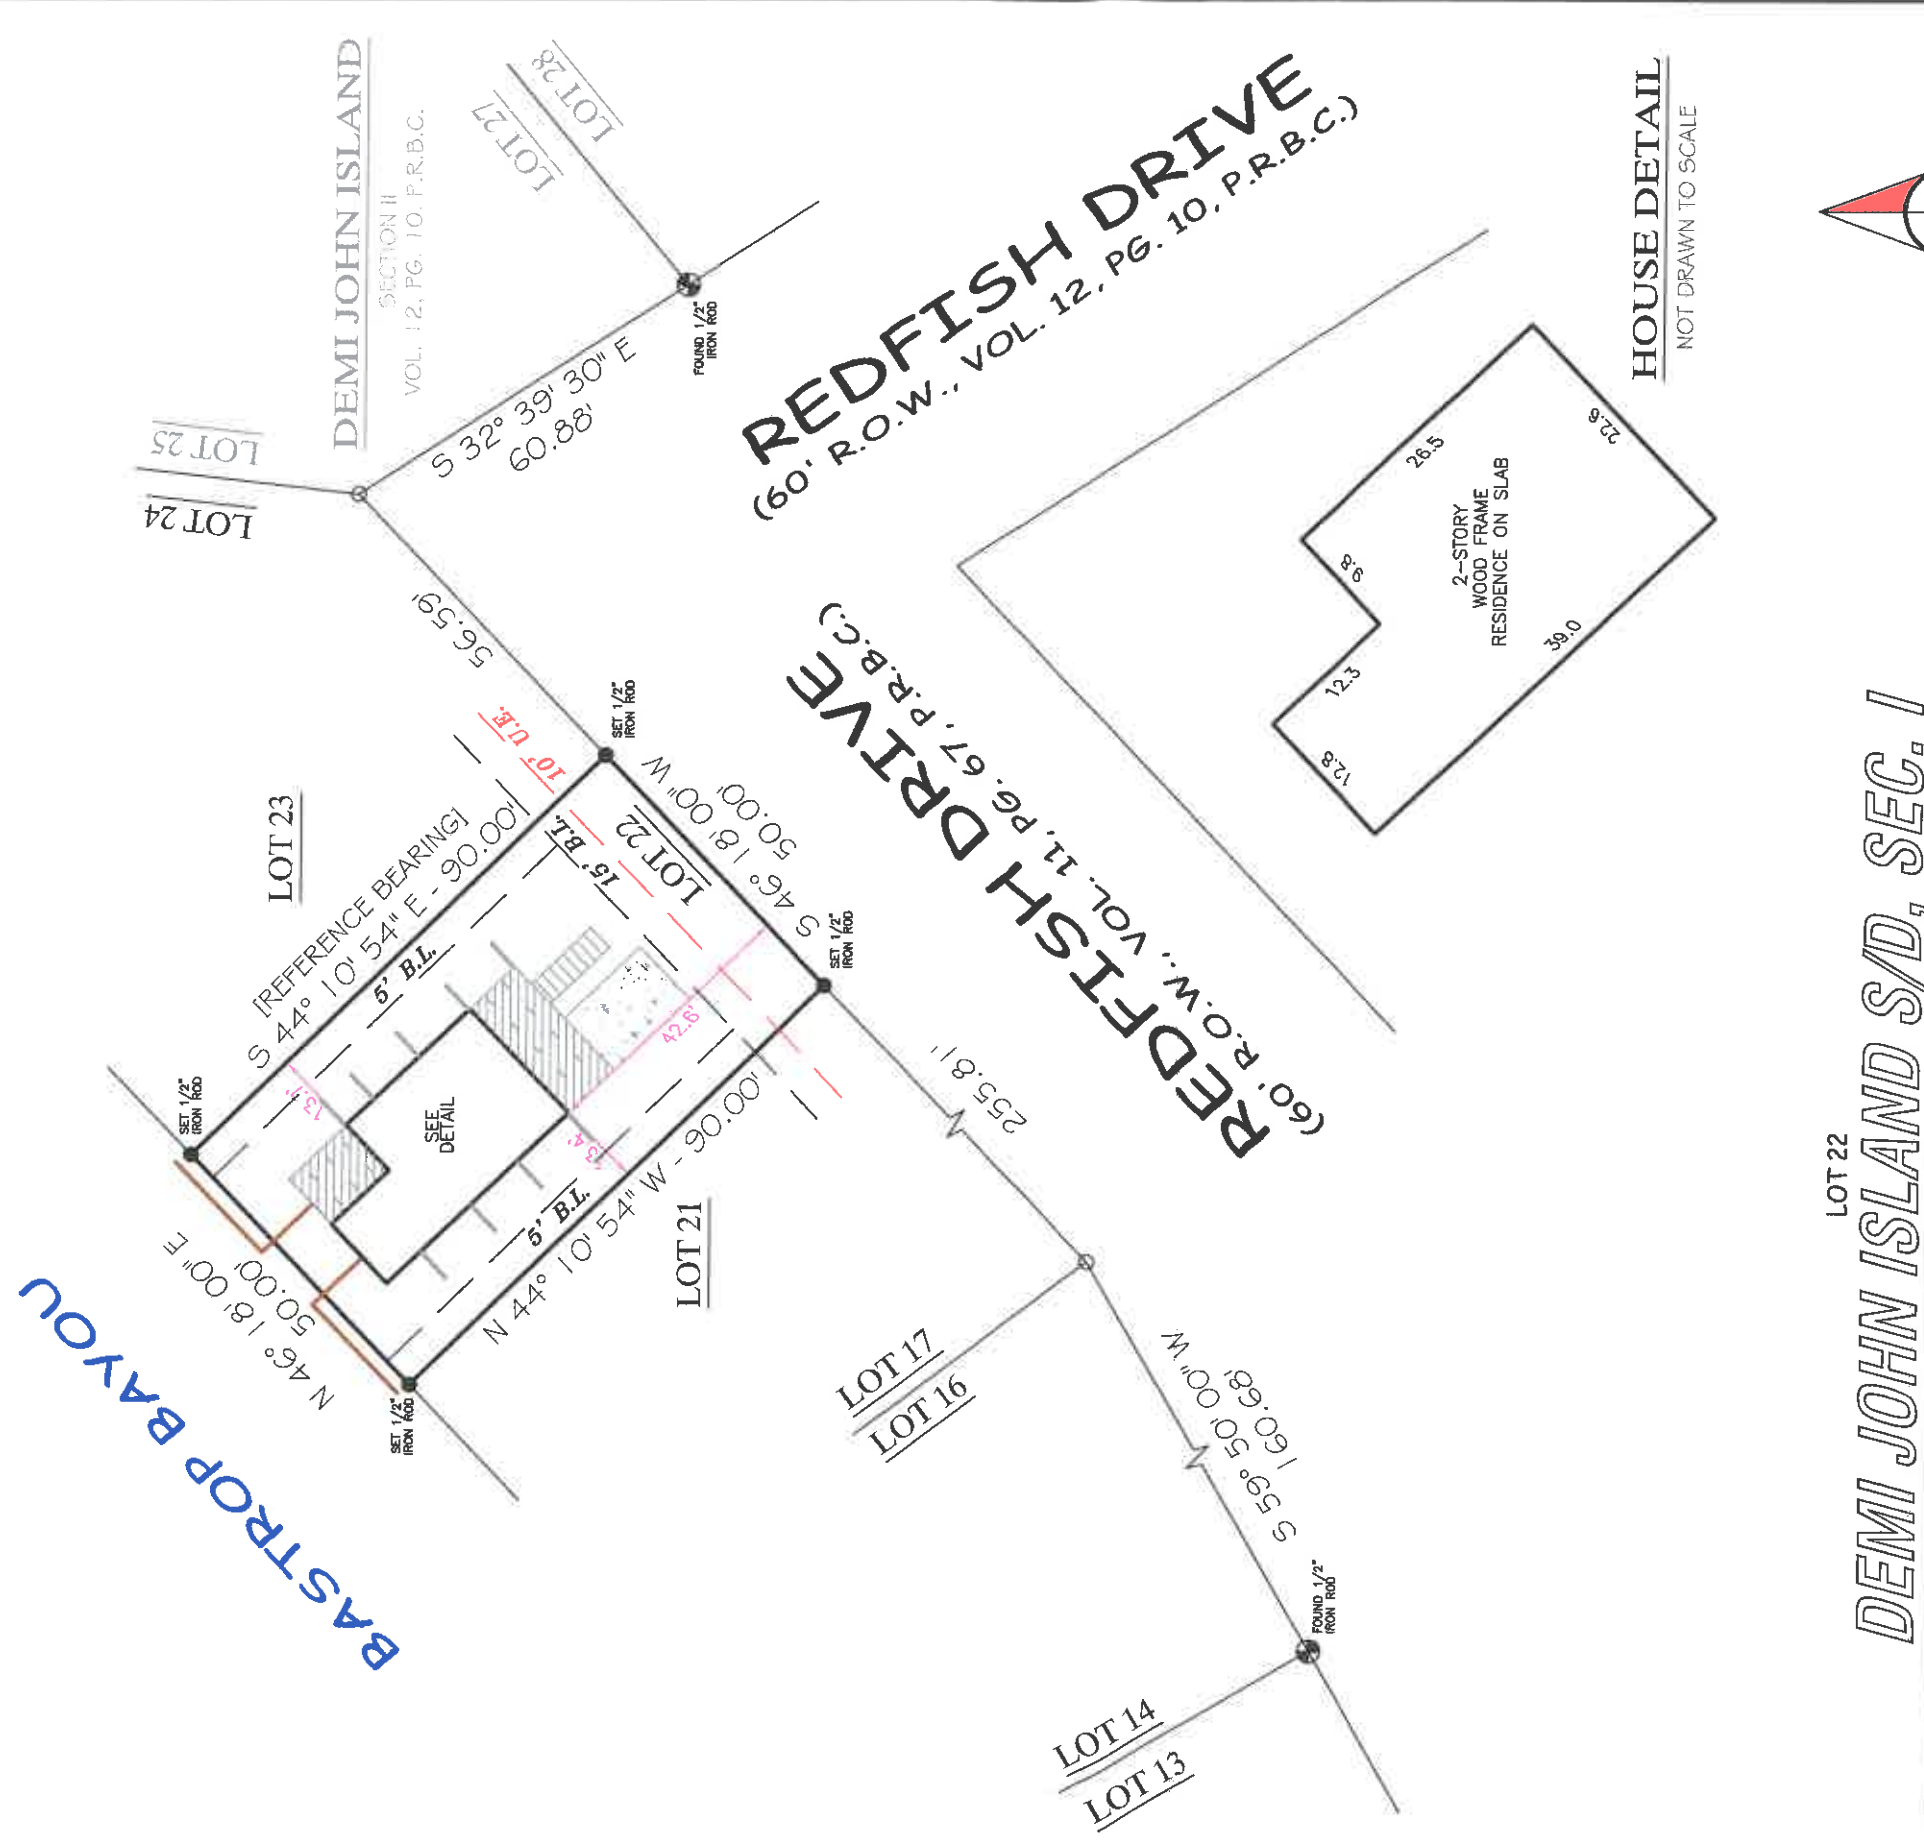 DEMI JOHN ISLAND
SECTION II
VOL. 12, PG. 10. P.R.B.C.
LOT 28
LOT 27
LOT 25
LOT 24
S 32° 39' 30" E
60.88'
FOUND 1/2"
IRON ROD
REDFISH DRIVE
(60' R.O.W., VOL. 12, PG. 10, P.R.B.C.)
HOUSE DETAIL
NOT DRAWN TO SCALE
26.5
22.6
9.8
12.3
12.8
39.0
2-STORY
WOOD FRAME
RESIDENCE ON SLAB
56.59'
SET 1/2"
IRON ROD
10' U.E.
15' B.L.
LOT 22
S 46° 18' 00" W
50.00'
LOT 23
[REFERENCE BEARING]
S 44° 10' 54" E - 90.00'
5' B.L.
SET 1/2"
IRON ROD
13.1'
SEE
DETAIL
42.6'
13.4'
SET 1/2"
IRON ROD
5' B.L.
N 44° 10' 54" W - 90.00'
LOT 21
N 46° 18' 00" E
50.00'
SET 1/2"
IRON ROD
BASTROP BAYOU
REDFISH DRIVE
(60' R.O.W., VOL. 11, PG. 67, P.R.B.C.)
255.81'
LOT 17
LOT 16
S 59° 50' 00" W
160.68'
FOUND 1/2"
IRON ROD
LOT 14
LOT 13
LOT 22
DEMI JOHN ISLAND S/D, SEC. I